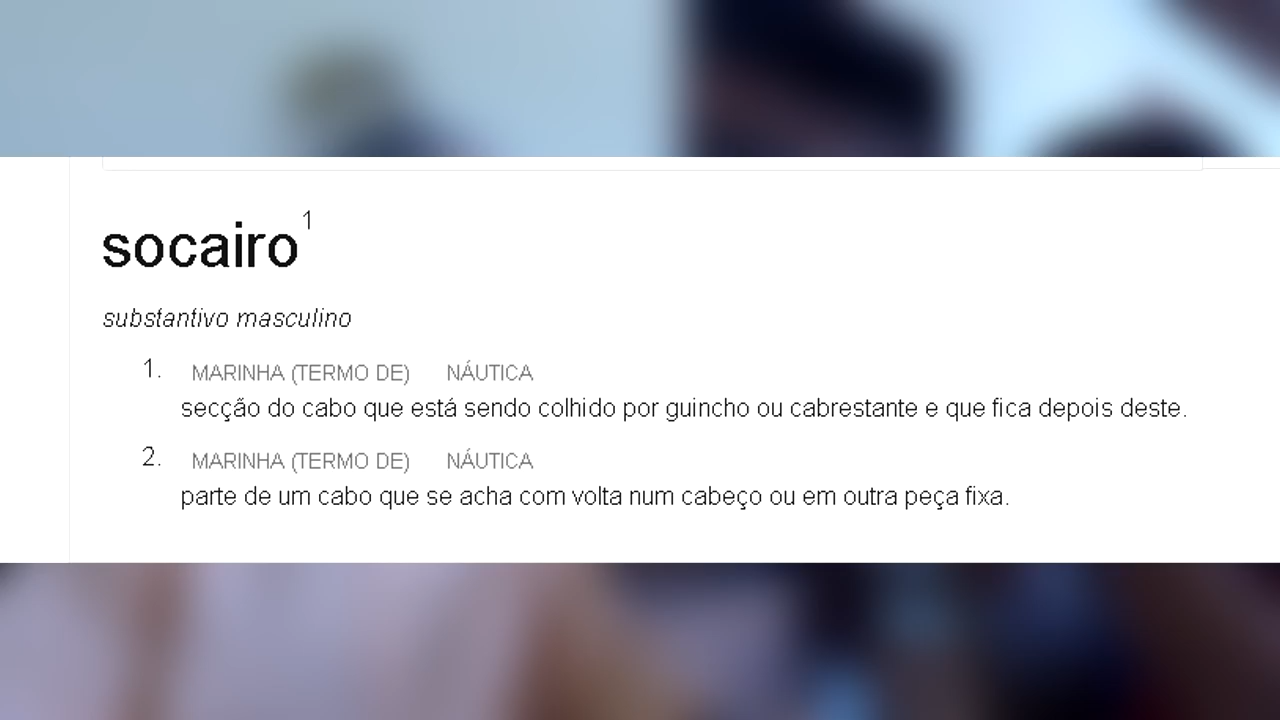 socairo¹
substantivo masculino
1. MARINHA (TERMO DE) NÁUTICA
secção do cabo que está sendo colhido por guincho ou cabrestante e que fica depois deste.
2. MARINHA (TERMO DE) NÁUTICA
parte de um cabo que se acha com volta num cabeço ou em outra peça fixa.